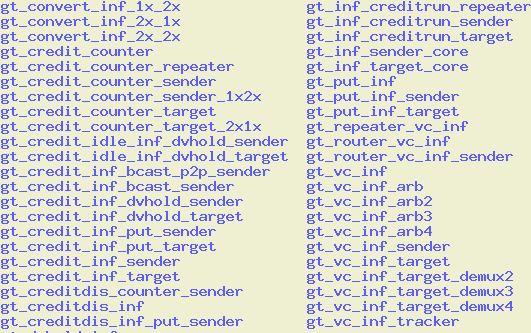 gt_convert_inf_1x_2x
gt_convert_inf_2x_1x
gt_convert_inf_2x_2x
gt_credit_counter
gt_credit_counter_repeater
gt_credit_counter_sender
gt_credit_counter_sender_1x2x
gt_credit_counter_target
gt_credit_counter_target_2x1x
gt_credit_idle_inf_dvhold_sender
gt_credit_idle_inf_dvhold_target
gt_credit_inf_bcast_p2p_sender
gt_credit_inf_bcast_sender
gt_credit_inf_dvhold_sender
gt_credit_inf_dvhold_target
gt_credit_inf_put_sender
gt_credit_inf_put_target
gt_credit_inf_sender
gt_credit_inf_target
gt_creditdis_counter_sender
gt_creditdis_inf
gt_creditdis_inf_put_sender
gt_inf_creditrun_repeater
gt_inf_creditrun_sender
gt_inf_creditrun_target
gt_inf_sender_core
gt_inf_target_core
gt_put_inf
gt_put_inf_sender
gt_put_inf_target
gt_repeater_vc_inf
gt_router_vc_inf
gt_router_vc_inf_sender
gt_vc_inf
gt_vc_inf_arb
gt_vc_inf_arb2
gt_vc_inf_arb3
gt_vc_inf_arb4
gt_vc_inf_sender
gt_vc_inf_target
gt_vc_inf_target_demux2
gt_vc_inf_target_demux3
gt_vc_inf_target_demux4
gt_vc_inf_tracker